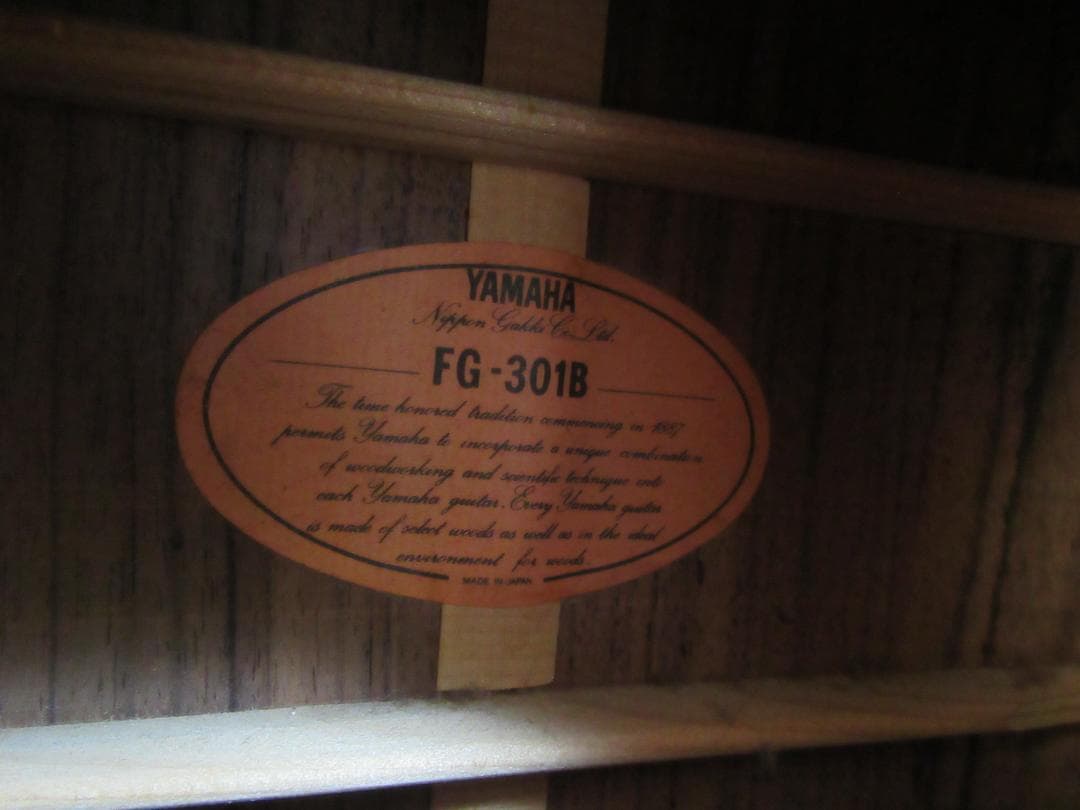 YAMAHA
Nippon Gakki Co., Ltd.
FG-301B
The time honored tradition commencing in 1887
permits Yamaha to incorporate a unique combination
of woodworking and scientific technique into
each Yamaha guitar. Every Yamaha guitar
is made of select woods as well as in the ideal
environment for woods.
MADE IN JAPAN